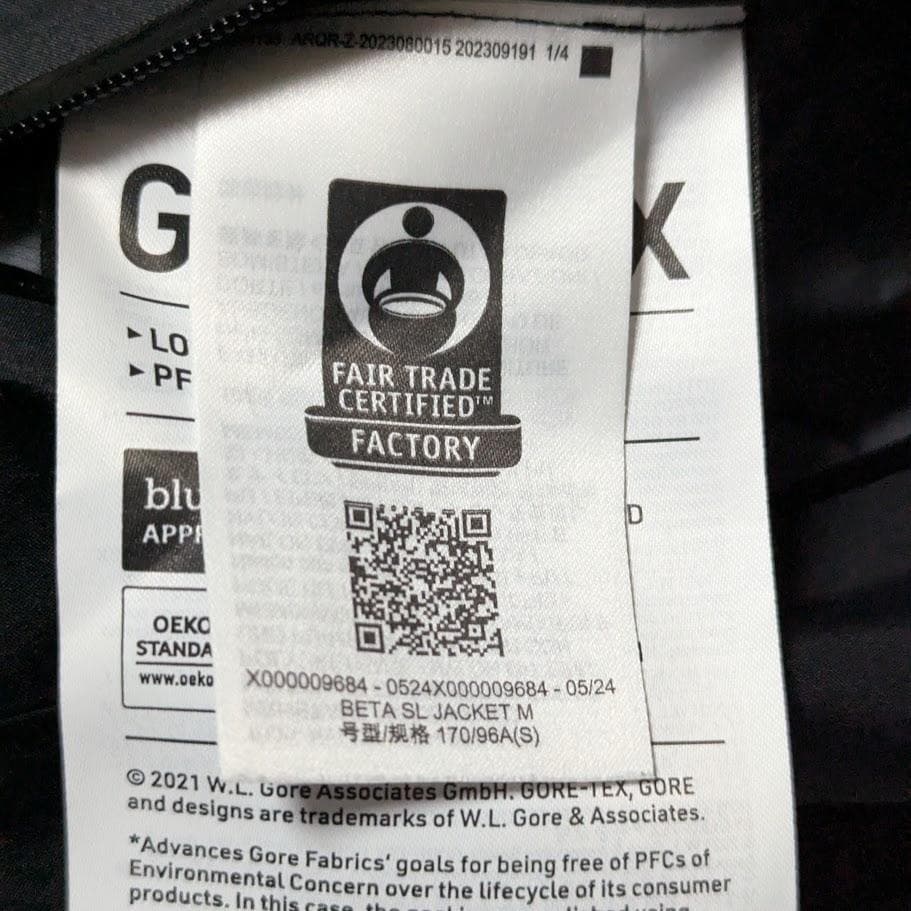 ARQR-Z-2023080015 202309191 1/4
G X
▸ LO
▸ PF
FAIR TRADE
CERTIFIED™
FACTORY
blu
APP
D
OEKO
STANDA
www.oeko
X000009684 - 0524X000009684 - 05/24
BETA SL JACKET M
号型/规格 170/96A(S)
© 2021 W.L. Gore Associates GmbH. GORE-TEX, GORE
and designs are trademarks of W.L. Gore & Associates.
*Advances Gore Fabrics' goals for being free of PFCs of
Environmental Concern over the lifecycle of its consumer
products. In this case, the